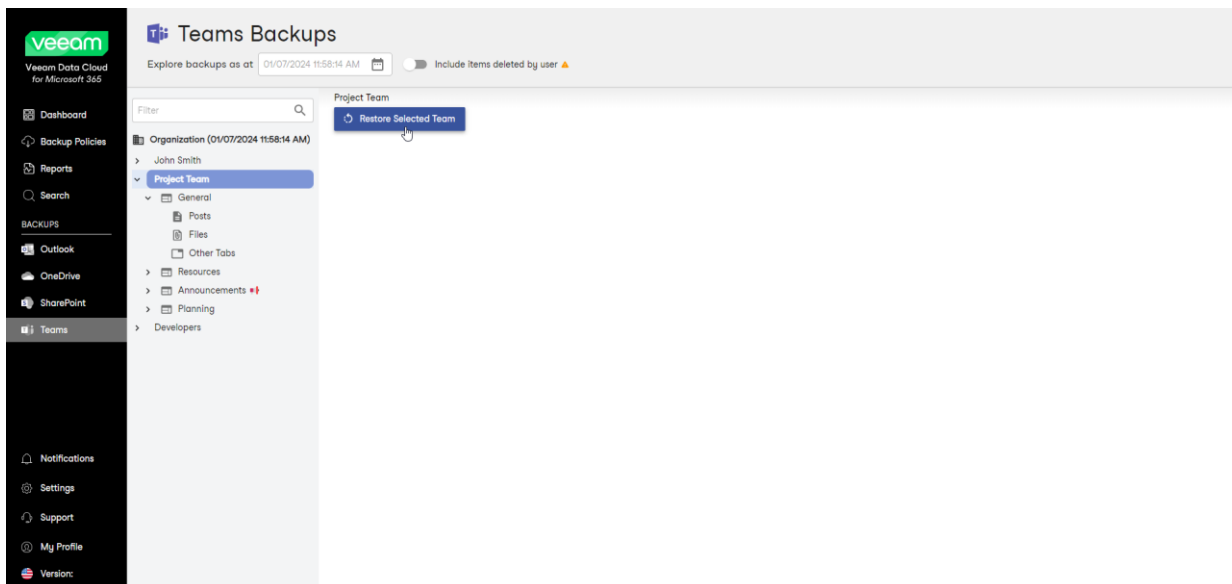 veeam
Veeam Data Cloud
for Microsoft 365
Dashboard
Backup Policies
Reports
Search
BACKUPS
Outlook
OneDrive
SharePoint
Teams
Notifications
Settings
Support
My Profile
Version:
Teams Backups
Explore backups as at 01/07/2024 11:58:14 AM Include items deleted by user
Filter
Organization (01/07/2024 11:58:14 AM)
John Smith
Project Team
General
Posts
Files
Other Tabs
Resources
Announcements
Planning
Developers
Project Team
Restore Selected Team